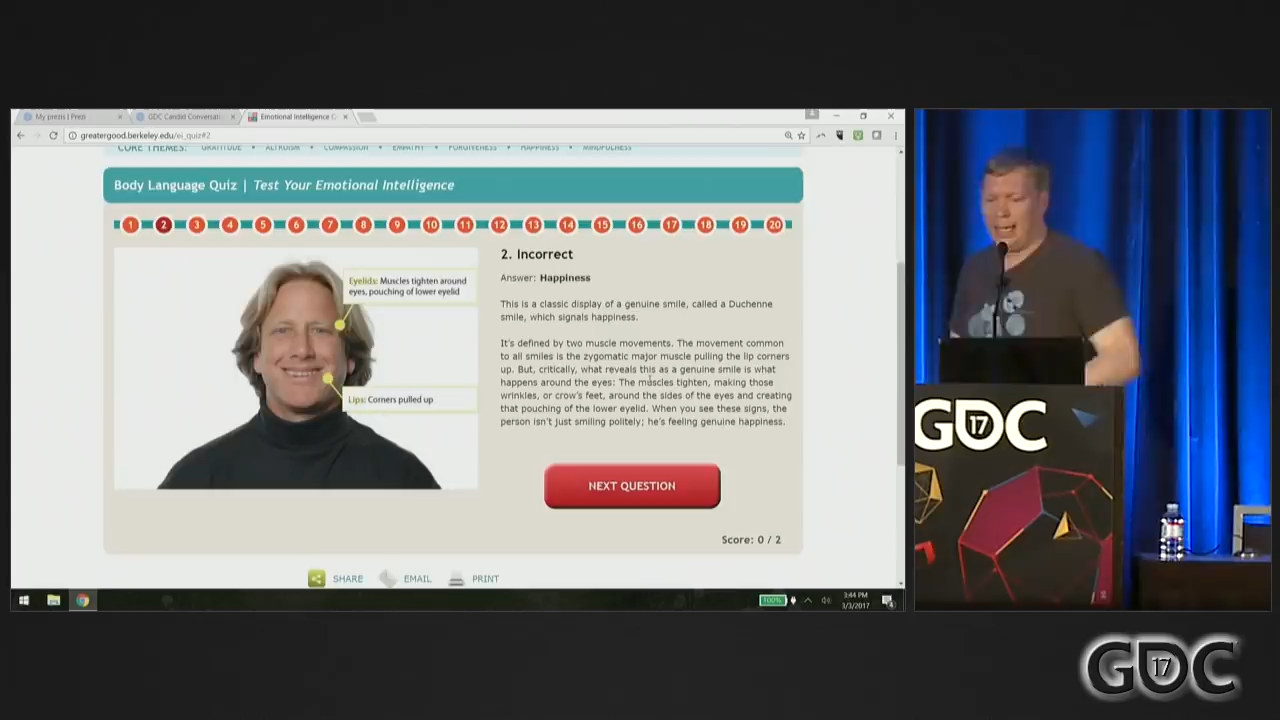 My prezis | Prezi
GDC Candid Conversati
Emotional Intelligence
greatergood.berkeley.edu/ei_quiz#2
CORE THEMES: GRATITUDE ALTRUISM COMPASSION EMPATHY FORGIVENESS HAPPINESS MINDFULNESS
Body Language Quiz | Test Your Emotional Intelligence
1 2 3 4 5 6 7 8 9 10 11 12 13 14 15 16 17 18 19 20
Eyelids: Muscles tighten around
eyes, pouching of lower eyelid
Lips: Corners pulled up
2. Incorrect
Answer: Happiness
This is a classic display of a genuine smile, called a Duchenne
smile, which signals happiness.
It's defined by two muscle movements. The movement common
to all smiles is the zygomatic major muscle pulling the lip corners
up. But, critically, what reveals this as a genuine smile is what
happens around the eyes: The muscles tighten, making those
wrinkles, or crow's feet, around the sides of the eyes and creating
that pouching of the lower eyelid. When you see these signs, the
person isn't just smiling politely; he's feeling genuine happiness.
NEXT QUESTION
Score: 0 / 2
SHARE EMAIL PRINT
100%
3:44 PM
3/3/2017
GDC
17
GDC
17